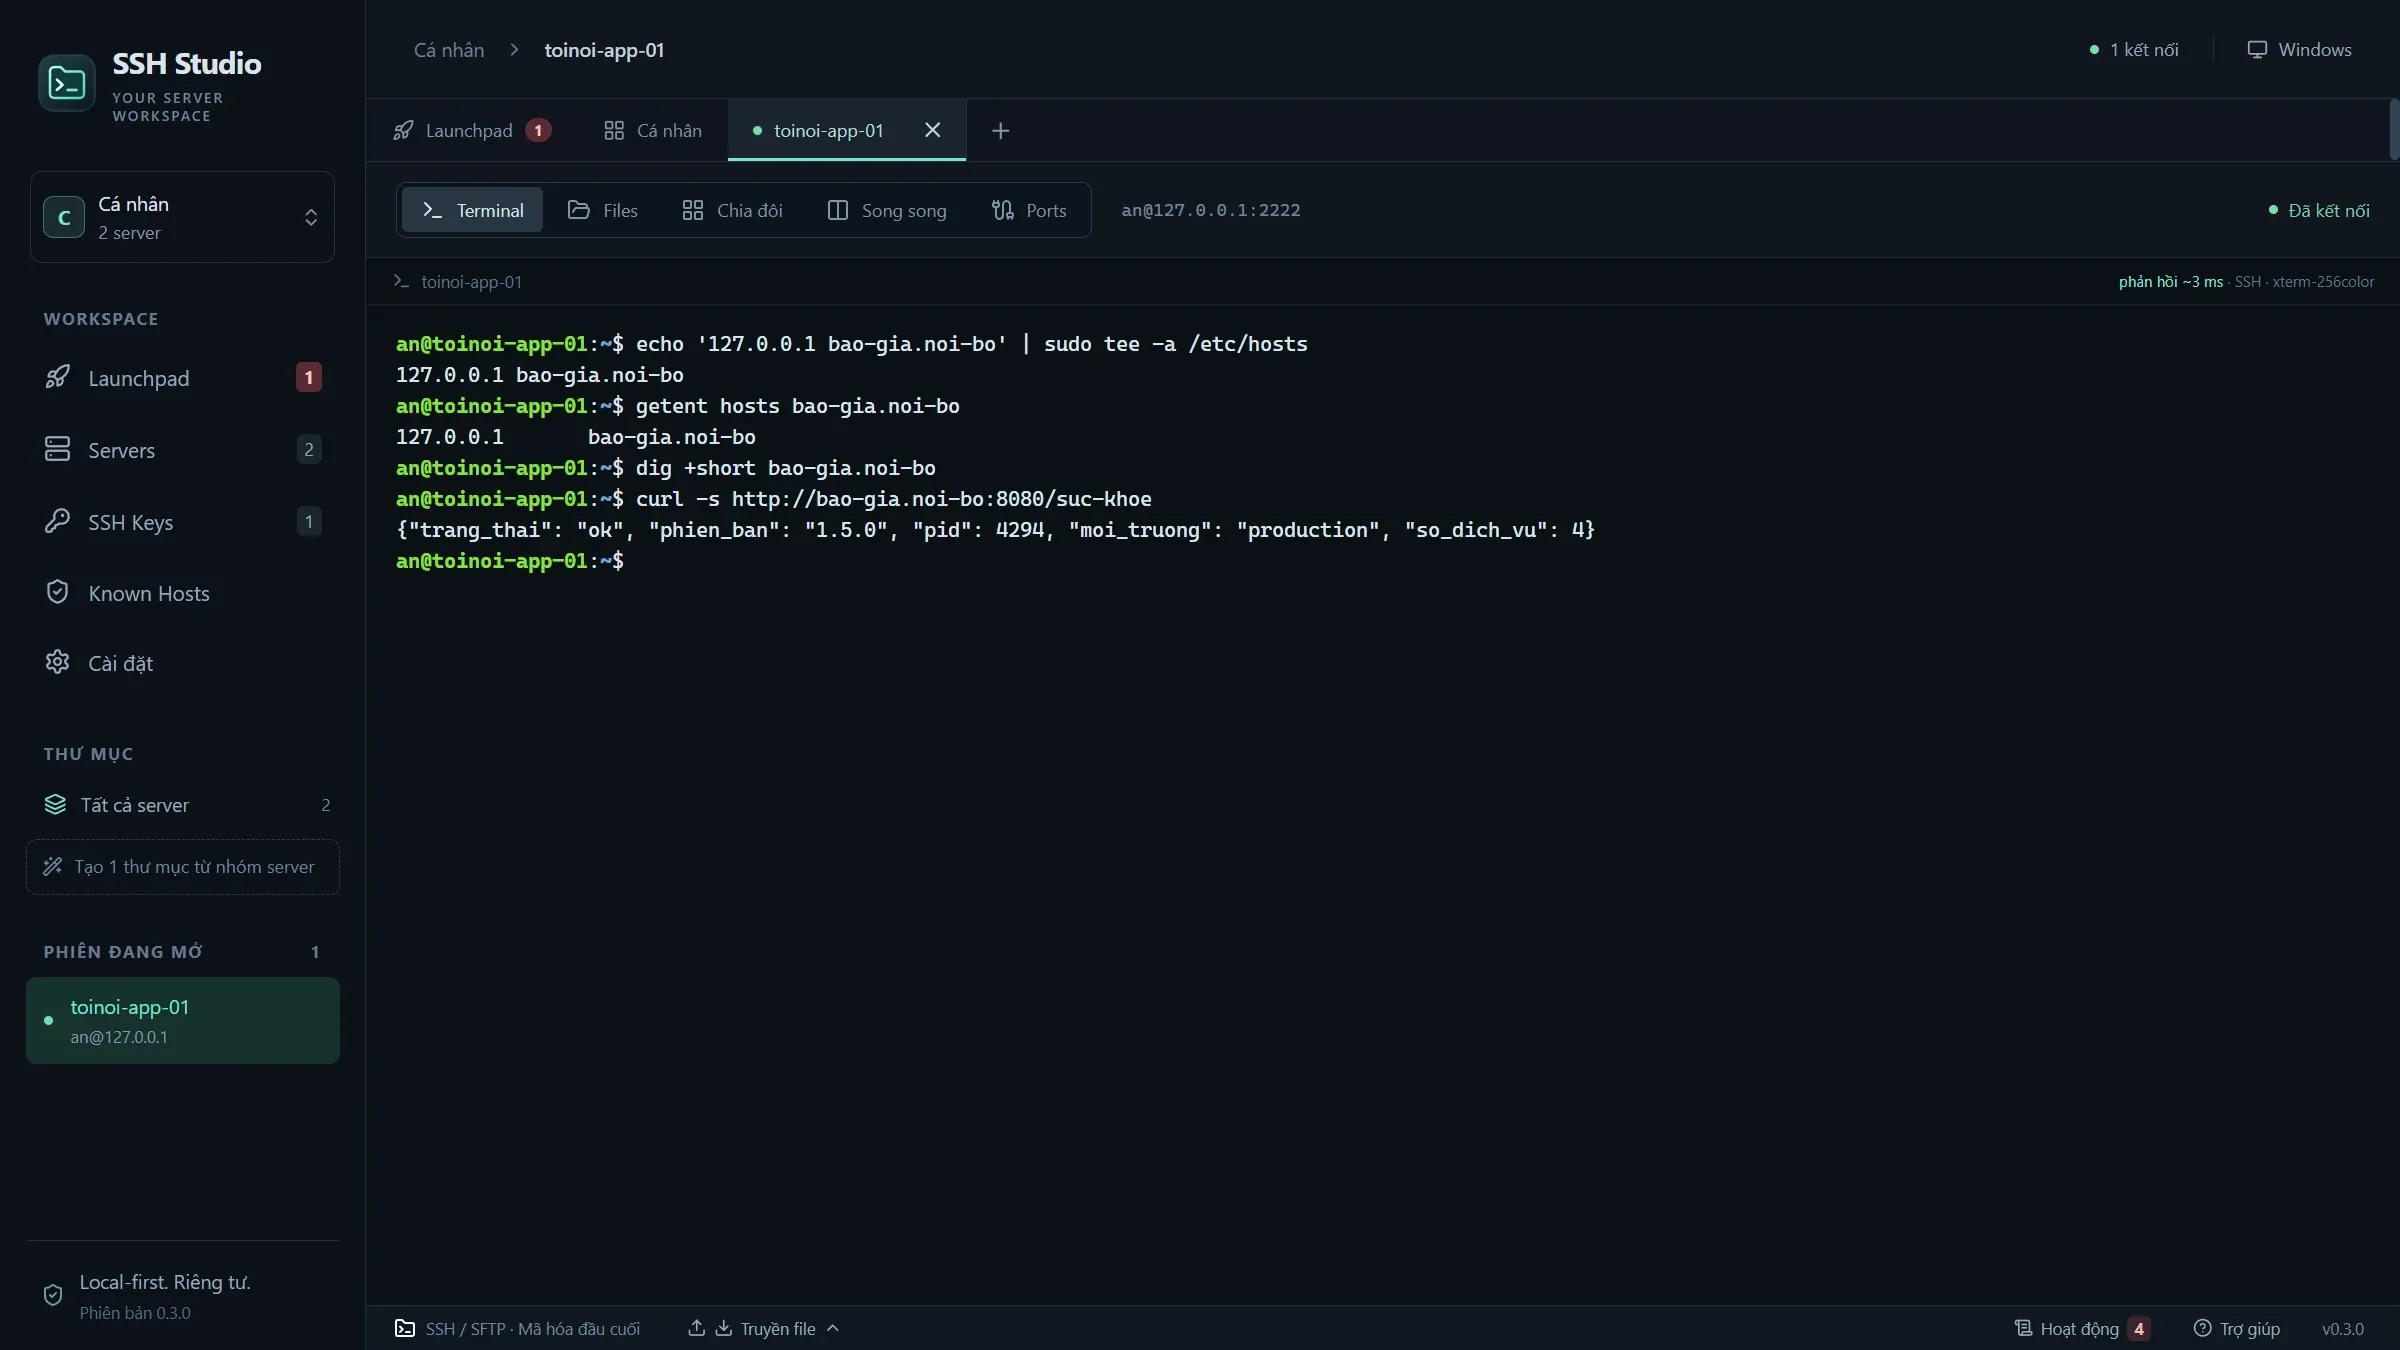 SSH Studio
YOUR SERVER
WORKSPACE
C
Cá nhân
2 server
WORKSPACE
Launchpad 1
Servers 2
SSH Keys 1
Known Hosts
Cài đặt
THƯ MỤC
Tất cả server 2
Tạo 1 thư mục từ nhóm server
PHIÊN ĐANG MỞ 1
toinoi-app-01
an@127.0.0.1
Local-first. Riêng tư.
Phiên bản 0.3.0
Cá nhân > toinoi-app-01
1 kết nối
Windows
Launchpad 1
Cá nhân
toinoi-app-01
Terminal
Files
Chia đôi
Song song
Ports
an@127.0.0.1:2222
Đã kết nối
toinoi-app-01
phản hồi ~3 ms · SSH · xterm-256color
an@toinoi-app-01:~$ echo '127.0.0.1 bao-gia.noi-bo' | sudo tee -a /etc/hosts
127.0.0.1 bao-gia.noi-bo
an@toinoi-app-01:~$ getent hosts bao-gia.noi-bo
127.0.0.1       bao-gia.noi-bo
an@toinoi-app-01:~$ dig +short bao-gia.noi-bo
an@toinoi-app-01:~$ curl -s http://bao-gia.noi-bo:8080/suc-khoe
{"trang_thai": "ok", "phien_ban": "1.5.0", "pid": 4294, "moi_truong": "production", "so_dich_vu": 4}
an@toinoi-app-01:~$
SSH / SFTP · Mã hóa đầu cuối
Truyền file
Hoạt động 4
Trợ giúp
v0.3.0